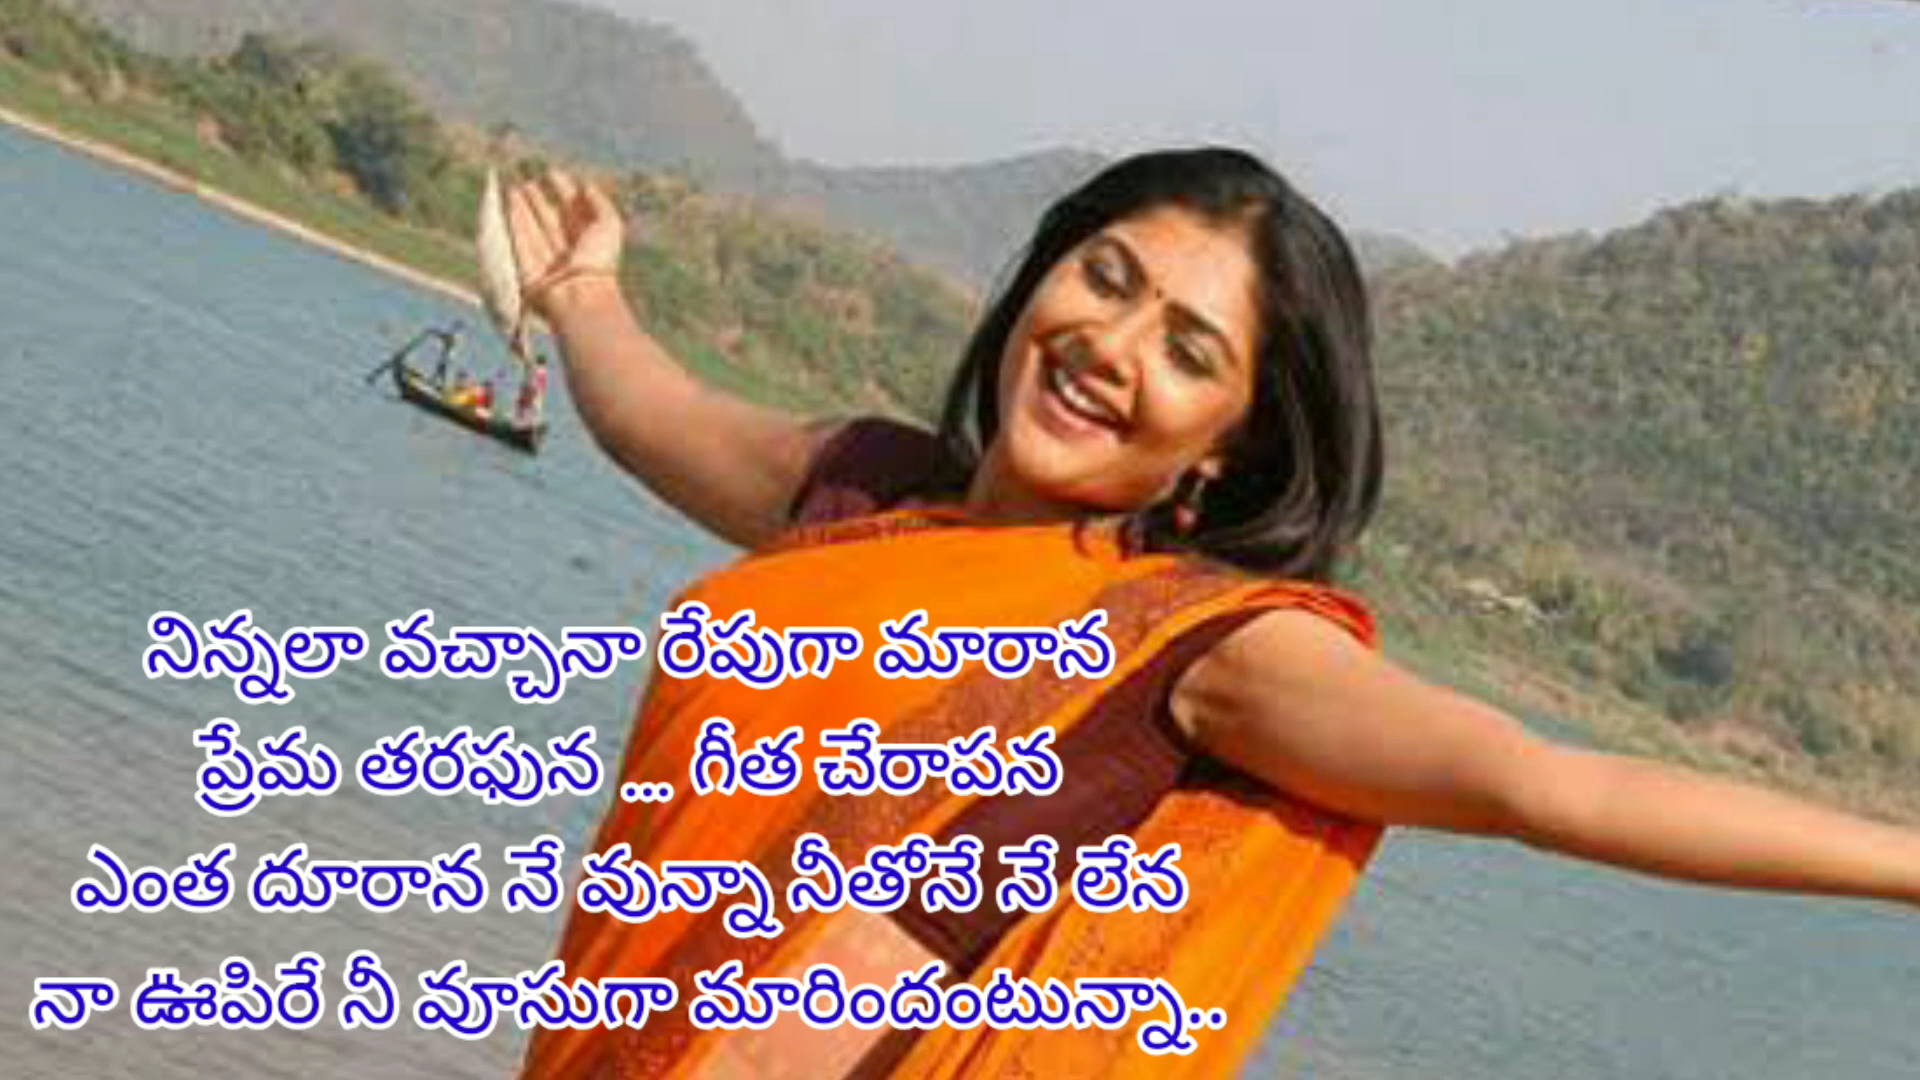 నిన్నలా వచ్చానా రేపుగా మారాన
ప్రేమ తరఫున ... గీత చేరాపన
ఎంత దూరాన నే వున్నా నీతోనే నే లేన
నా ఊపిరే నీ వూసుగా మారిందంటున్నా..